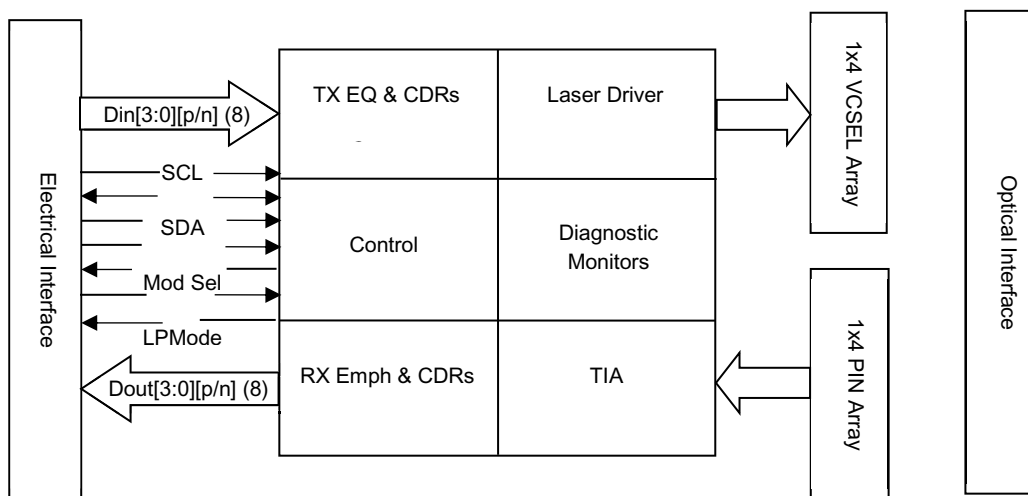 Electrical Interface
Din[3:0][p/n] (8)
SCL
SDA
Mod Sel
LPMode
Dout[3:0][p/n] (8)
TX EQ & CDRs
Laser Driver
Control
Diagnostic
Monitors
RX Emph & CDRs
TIA
1x4 VCSEL Array
1x4 PIN Array
Optical Interface